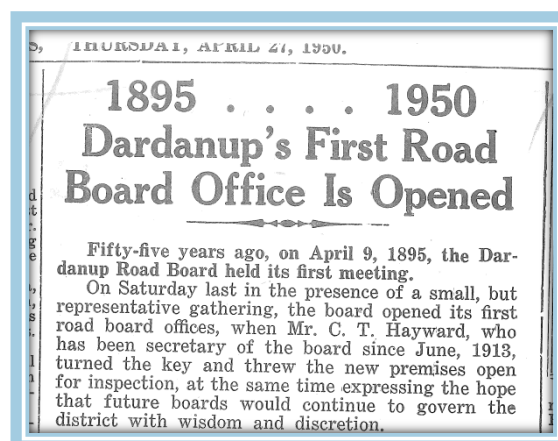 S, THURSDAY, APRIL 27, 1950.
1895 . . . . 1950
Dardanup's First Road
Board Office Is Opened
Fifty-five years ago, on April 9, 1895, the Dar-
danup Road Board held its first meeting.
On Saturday last in the presence of a small, but
representative gathering, the board opened its first
road board offices, when Mr. C. T. Hayward, who
has been secretary of the board since June, 1913,
turned the key and threw the new premises open
for inspection, at the same time expressing the hope
that future boards would continue to govern the
district with wisdom and discretion.